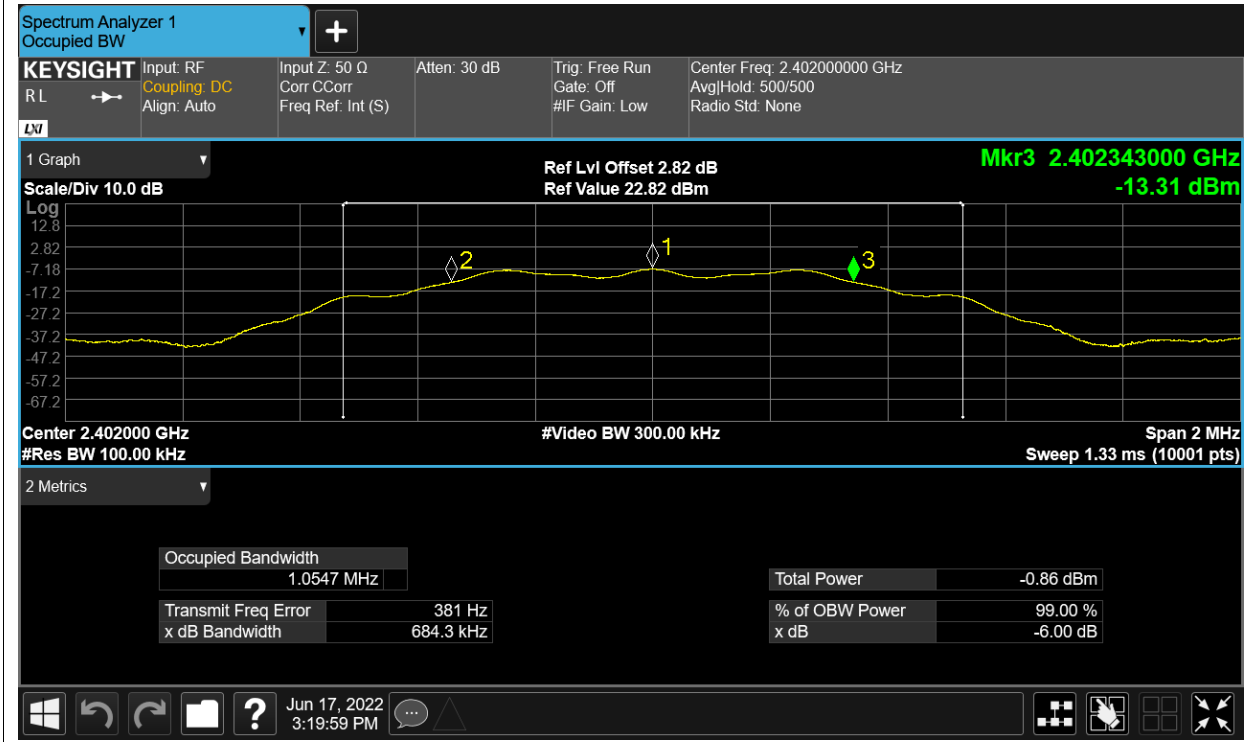 Spectrum Analyzer 1
Occupied BW
KEYSIGHT Input: RF Input Z: 50 Ω Atten: 30 dB Trig: Free Run Center Freq: 2.402000000 GHz
R L Coupling: DC Corr CCorr Gate: Off Avg|Hold: 500/500
Align: Auto Freq Ref: Int (S) #IF Gain: Low Radio Std: None
LXI
1 Graph Ref Lvl Offset 2.82 dB Mkr3 2.402343000 GHz
Scale/Div 10.0 dB Ref Value 22.82 dBm -13.31 dBm
Log
12.8
2.82 1
-7.18 2 3
-17.2
-27.2
-37.2
-47.2
-57.2
-67.2
Center 2.402000 GHz #Video BW 300.00 kHz Span 2 MHz
#Res BW 100.00 kHz Sweep 1.33 ms (10001 pts)
2 Metrics
Occupied Bandwidth
1.0547 MHz Total Power -0.86 dBm
Transmit Freq Error 381 Hz % of OBW Power 99.00 %
x dB Bandwidth 684.3 kHz x dB -6.00 dB
? Jun 17, 2022
3:19:59 PM